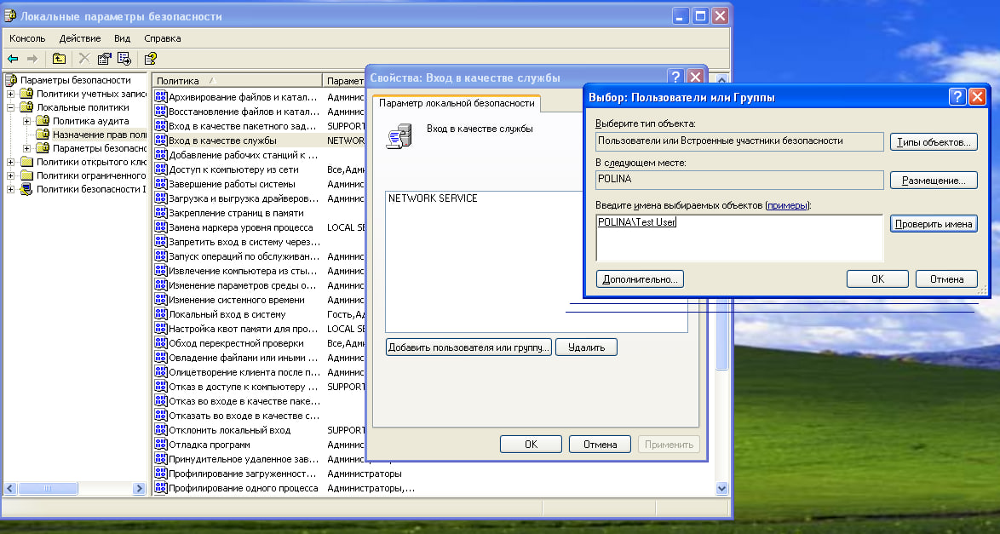 Локальные параметры безопасности
Консоль Действие Вид Справка
Параметры безопасности
Политики учетных запис
Локальные политики
Политика аудита
Назначение прав пол
Параметры безопасно
Политики открытого клю
Политики ограниченного
Политики безопасности I
Политика Парамет
Архивирование файлов и катал... Админис
Восстановление файлов и катал... Админис
Вход в качестве пакетного зад... SUPPORT
Вход в качестве службы NETWOR
Добавление рабочих станций к ...
Доступ к компьютеру из сети Все,Адми
Завершение работы системы Админис
Загрузка и выгрузка драйверов... Админис
Закрепление страниц в памяти
Замена маркера уровня процесса LOCAL SE
Запретить вход в систему через...
Запуск операций по обслуживан... Админис
Извлечение компьютера из сты... Админис
Изменение параметров среды о... Админис
Изменение системного времени Админис
Локальный вход в систему Гость,Ад
Настройка квот памяти для про... LOCAL SE
Обход перекрестной проверки Все,Адми
Овладение файлами или иными ... Админис
Олицетворение клиента после п... Админис
Отказ в доступе к компьютеру ... SUPPORT
Отказ во входе в качестве паке...
Отказать во входе в качестве с...
Отклонить локальный вход SUPPORT
Отладка программ Админис
Принудительное удаленное зав... Админис
Профилирование загруженност... Администраторы
Профилирование одного процесса Администраторы,...
Свойства: Вход в качестве службы
Параметр локальной безопасности
Вход в качестве службы
NETWORK SERVICE
Добавить пользователя или группу... Удалить
OK Отмена Применить
Выбор: Пользователи или Группы
Выберите тип объекта:
Пользователи или Встроенные участники безопасности Типы объектов...
В следующем месте:
POLINA Размещение...
Введите имена выбираемых объектов (примеры):
POLINA\Test User Проверить имена
Дополнительно... OK Отмена